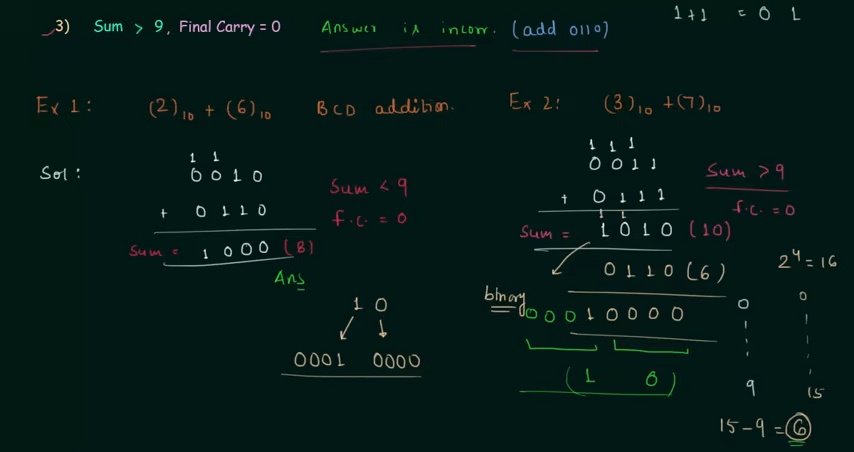 3) Sum > 9, Final Carry = 0 Answer is incorr. (add 0110) 1+1 = 0 1
Ex 1: (2)10 + (6)10 BCD addition. Ex 2: (3)10 + (7)10
Sol:
1 1
0 0 1 0
+ 0 1 1 0
Sum = 1 0 0 0 (8)
Ans
Sum < 9
f.c. = 0
1 0
0001 0000
1 1 1
0 0 1 1
+ 0 1 1 1
1 1
Sum = 1 0 1 0 (10)
Sum > 9
f.c. = 0
0 1 1 0 (6)
binary
0 0 0 1 0 0 0 0
(1 0)
2^4 = 16
0 0
9 15
15 - 9 = 6